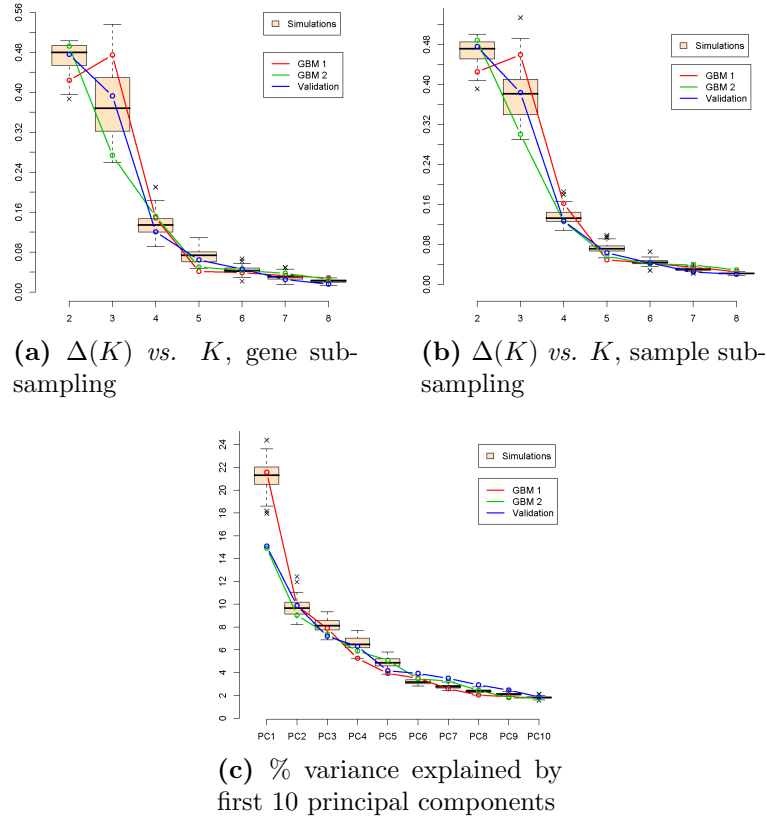 0.56
0.48
0.40
0.32
0.24
0.16
0.08
0.00
2 3 4 5 6 7 8
Simulations
GBM 1
GBM 2
Validation
(a) Δ(K) vs. K, gene sub-
sampling
0.48
0.40
0.32
0.24
0.16
0.08
0.00
2 3 4 5 6 7 8
Simulations
GBM 1
GBM 2
Validation
(b) Δ(K) vs. K, sample sub-
sampling
24
22
20
18
16
14
12
10
8
6
4
2
0
PC1 PC2 PC3 PC4 PC5 PC6 PC7 PC8 PC9 PC10
Simulations
GBM 1
GBM 2
Validation
(c) % variance explained by
first 10 principal components